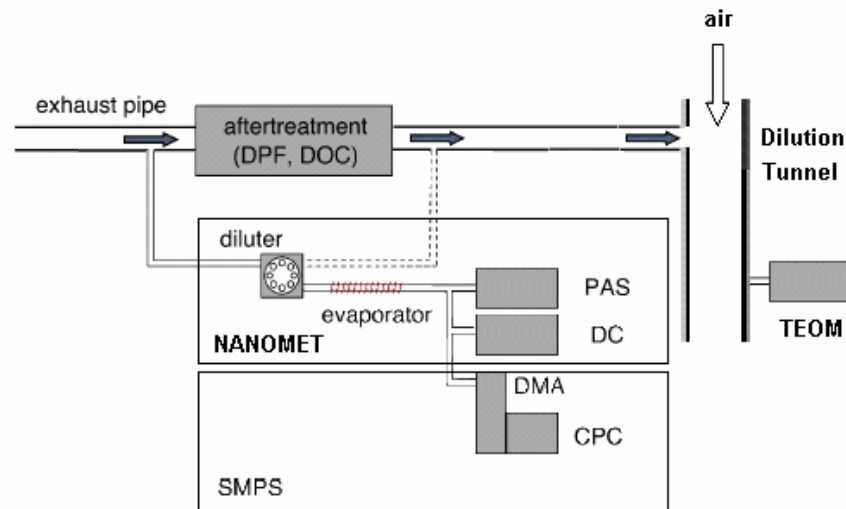 air
exhaust pipe
aftertreatment
(DPF, DOC)
Dilution
Tunnel
diluter
evaporator
PAS
NANOMET
DC
TEOM
DMA
CPC
SMPS